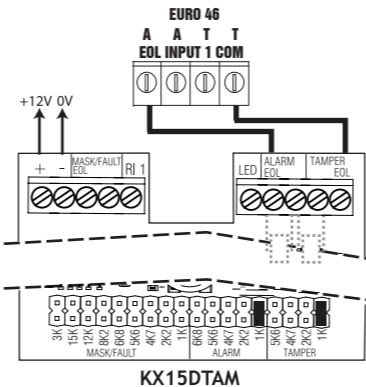 EURO 46
A A T T
EOL INPUT 1 COM
+12V 0V
+ - MASK/FAULT EOL RI 1
LED ALARM EOL TAMPER EOL
3K 15K 12K 8K2 6K8 5K6 4K7 2K2 1K 6K8 5K6 4K7 2K2 1K 5K6 4K7 2K2 1K
MASK/FAULT ALARM TAMPER
KX15DTAM